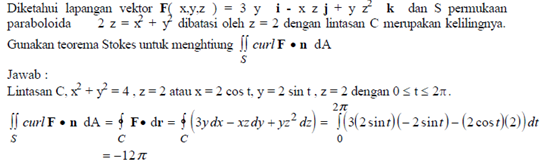 Diketahui lapangan vektor F( x,y,z ) = 3 y i - x z j + y z² k dan S permukaan
paraboloida 2 z = x² + y² dibatasi oleh z = 2 dengan lintasan C merupakan kelilingnya.
Gunakan teorema Stokes untuk menghtiung ∬ curl F • n dA
S
Jawab :
Lintasan C, x² + y² = 4 , z = 2 atau x = 2 cos t, y = 2 sin t , z = 2 dengan 0 ≤ t ≤ 2π .
∬ curl F • n dA = ∮ F• dr = ∮ (3y dx − xz dy + yz² dz) = ∫ (3(2 sin t)(−2 sin t) − (2 cos t)(2)) dt
S C C 0 2π
= −12 π